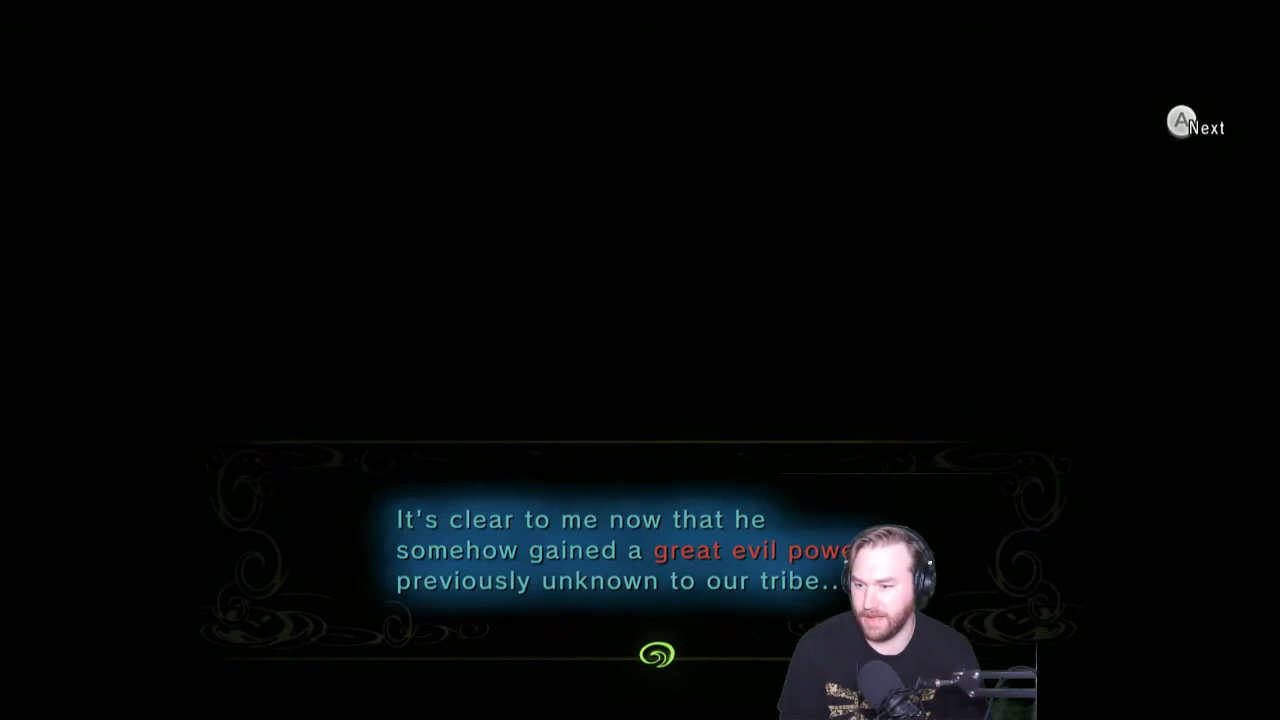 A Next
It's clear to me now that he
somehow gained a great evil
previously unknown to our tribe..